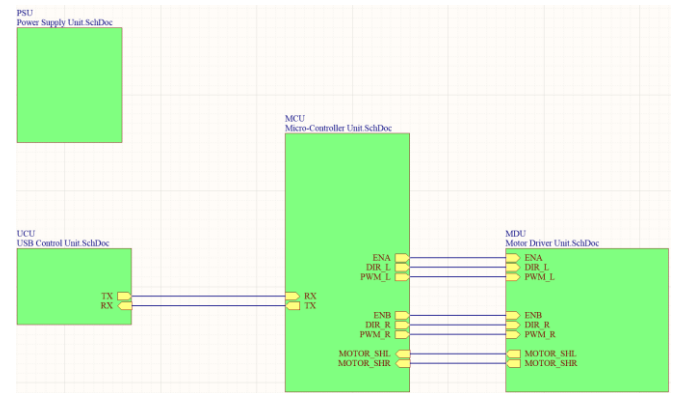 PSU
Power Supply Unit.SchDoc
MCU
Micro-Controller Unit.SchDoc
UCU
USB Control Unit.SchDoc
TX
RX
RX
TX
ENA
DIR_L
PWM_L
ENB
DIR_R
PWM_R
MOTOR_SHL
MOTOR_SHR
MDU
Motor Driver Unit.SchDoc
ENA
DIR_L
PWM_L
ENB
DIR_R
PWM_R
MOTOR_SHL
MOTOR_SHR